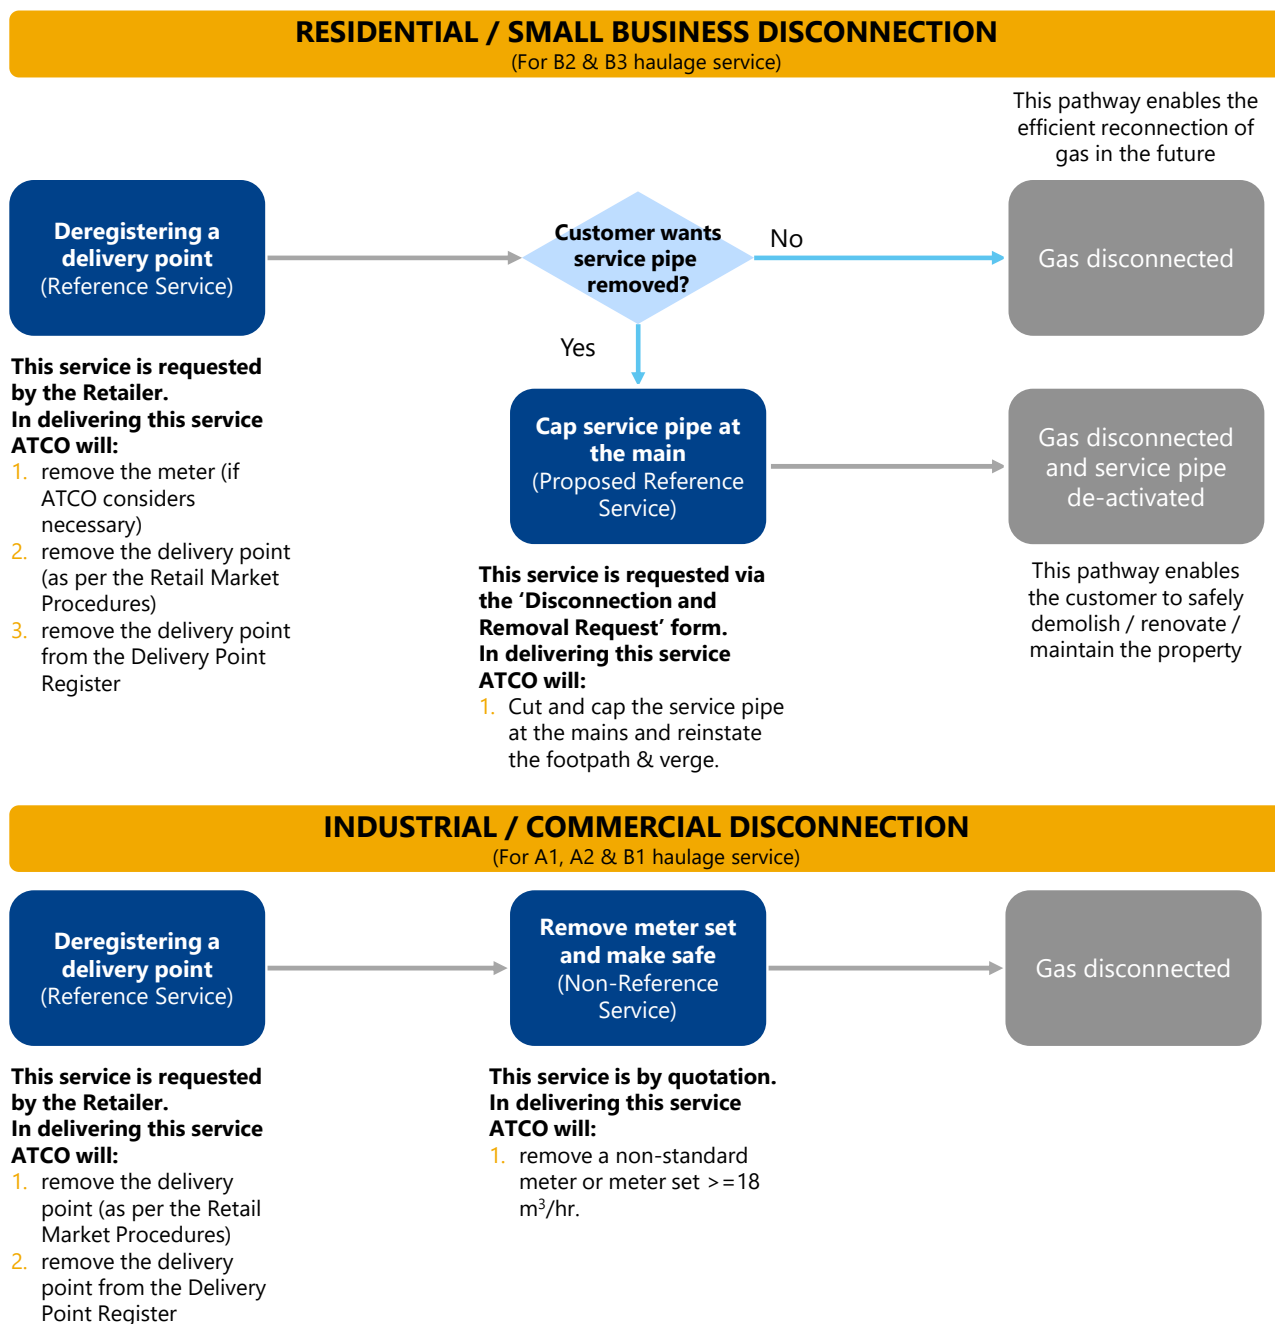 RESIDENTIAL / SMALL BUSINESS DISCONNECTION
(For B2 & B3 haulage service)
This pathway enables the
efficient reconnection of
gas in the future
Deregistering a
delivery point
(Reference Service)
Customer wants
service pipe
removed?
No
Gas disconnected
Yes
This service is requested
by the Retailer.
In delivering this service
ATCO will:
1. remove the meter (if
ATCO considers
necessary)
2. remove the delivery point
(as per the Retail Market
Procedures)
3. remove the delivery point
from the Delivery Point
Register
Cap service pipe at
the main
(Proposed Reference
Service)
Gas disconnected
and service pipe
de-activated
This service is requested via
the ‘Disconnection and
Removal Request’ form.
In delivering this service
ATCO will:
1. Cut and cap the service pipe
at the mains and reinstate
the footpath & verge.
This pathway enables
the customer to safely
demolish / renovate /
maintain the property
INDUSTRIAL / COMMERCIAL DISCONNECTION
(For A1, A2 & B1 haulage service)
Deregistering a
delivery point
(Reference Service)
Remove meter set
and make safe
(Non-Reference
Service)
Gas disconnected
This service is requested
by the Retailer.
In delivering this service
ATCO will:
1. remove the delivery
point (as per the Retail
Market Procedures)
2. remove the delivery
point from the Delivery
Point Register
This service is by quotation.
In delivering this service
ATCO will:
1. remove a non-standard
meter or meter set >=18
m³/hr.